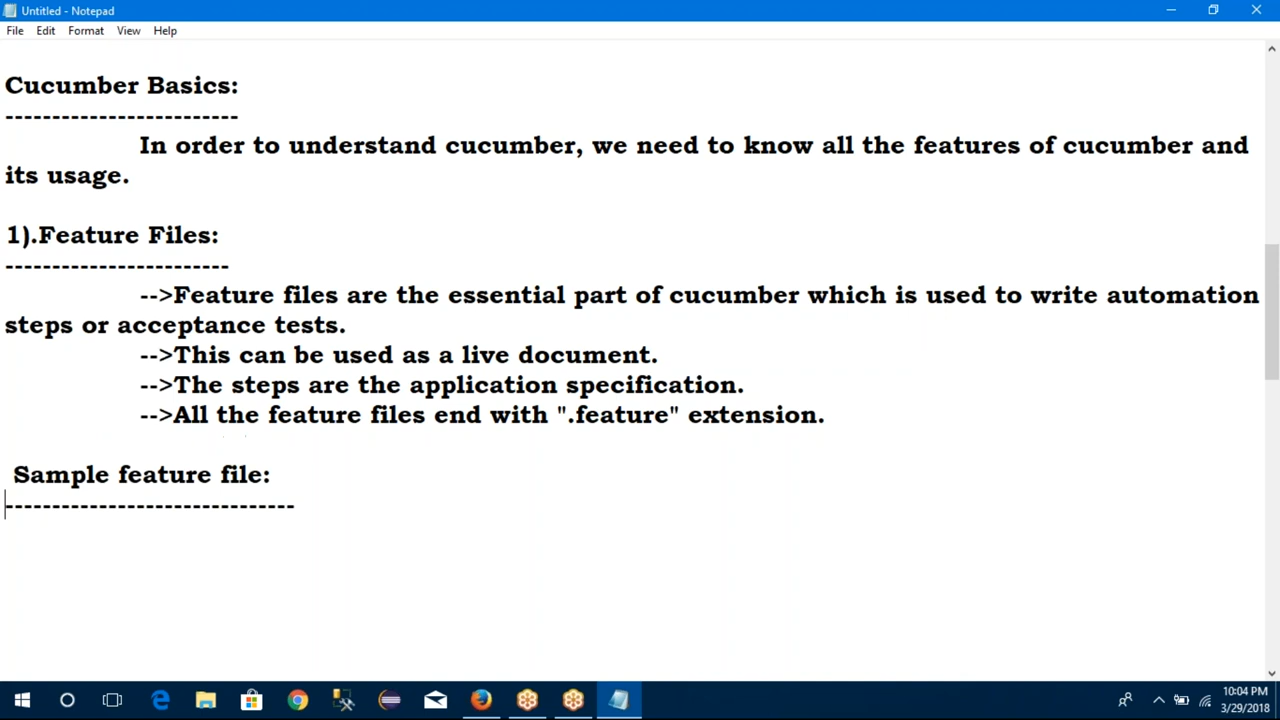 Untitled - Notepad
File Edit Format View Help
Cucumber Basics:
-------------------------
In order to understand cucumber, we need to know all the features of cucumber and
its usage.
1).Feature Files:
------------------------
-->Feature files are the essential part of cucumber which is used to write automation
steps or acceptance tests.
-->This can be used as a live document.
-->The steps are the application specification.
-->All the feature files end with ".feature" extension.
Sample feature file:
-------------------------------
10:04 PM
3/29/2018